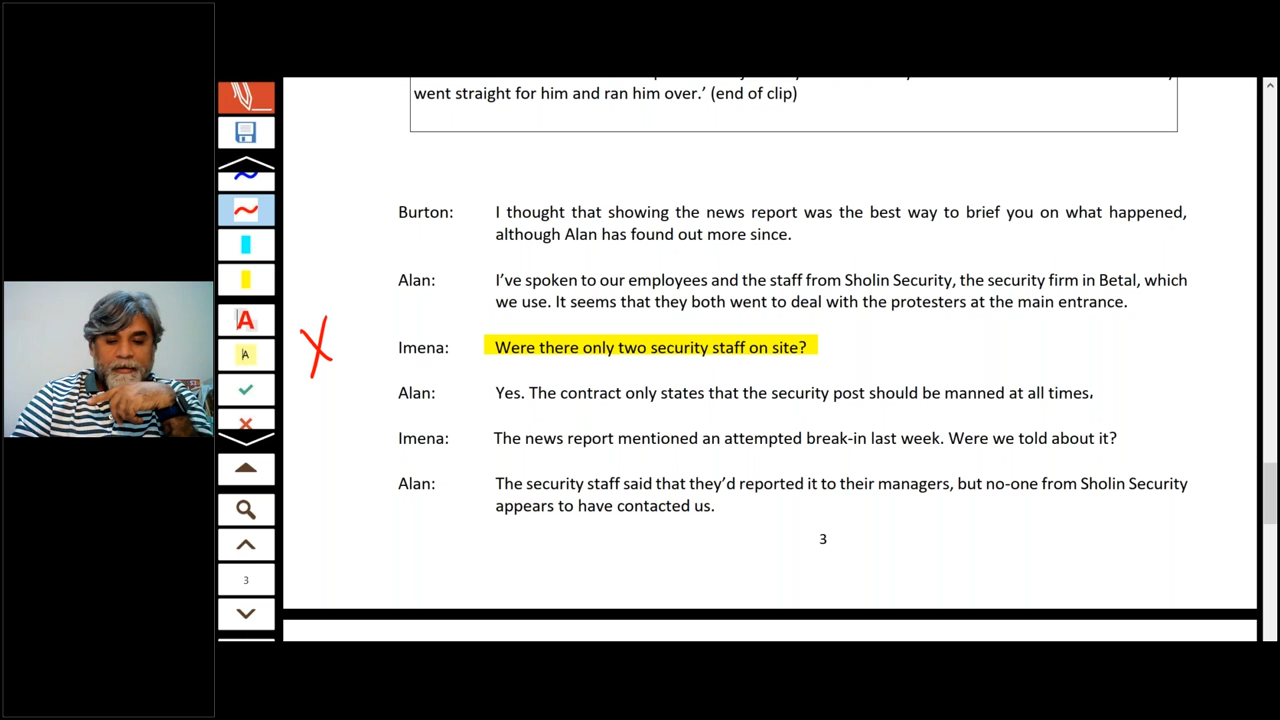 went straight for him and ran him over.’ (end of clip)
Burton: I thought that showing the news report was the best way to brief you on what happened,
although Alan has found out more since.
Alan: I’ve spoken to our employees and the staff from Sholin Security, the security firm in Betal, which
we use. It seems that they both went to deal with the protesters at the main entrance.
Imena: Were there only two security staff on site?
Alan: Yes. The contract only states that the security post should be manned at all times.
Imena: The news report mentioned an attempted break-in last week. Were we told about it?
Alan: The security staff said that they’d reported it to their managers, but no-one from Sholin Security
appears to have contacted us.
3
A
A
3